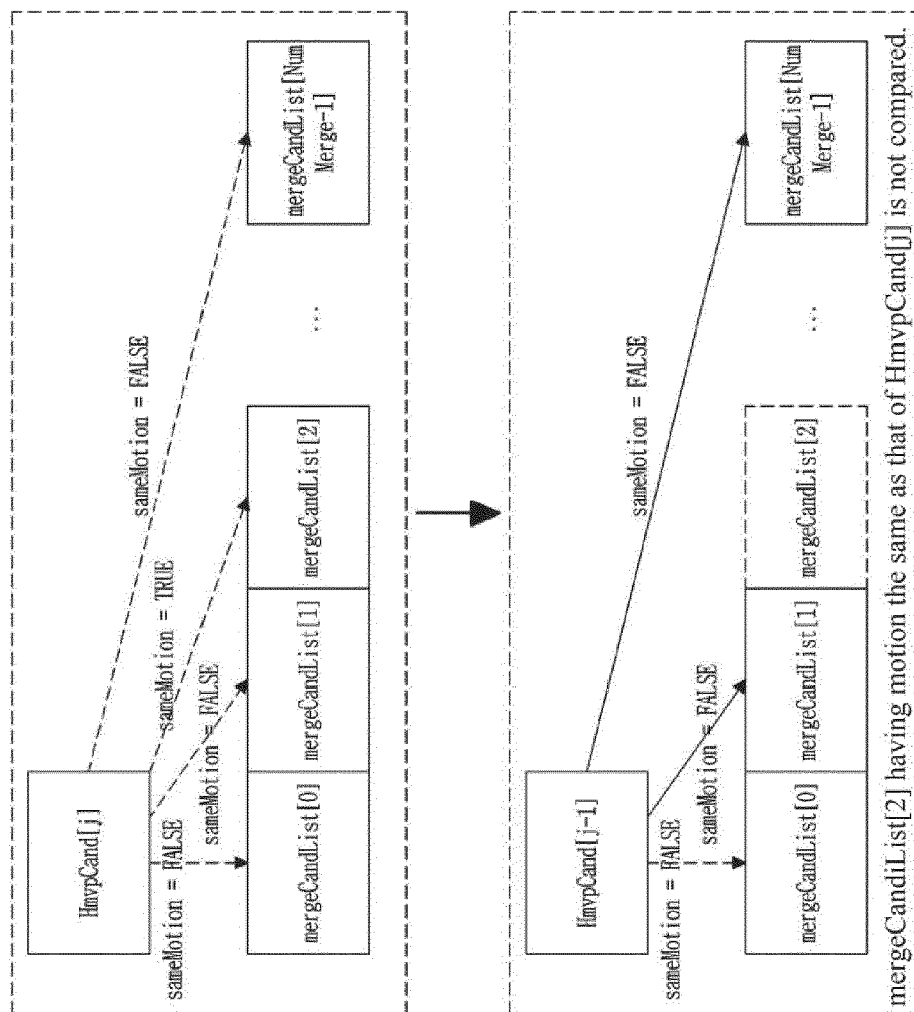 HmvpCand[j]
sameMotion = FALSE
sameMotion = FALSE
sameMotion = TRUE
sameMotion = FALSE
mergeCandList[0]
mergeCandList[1]
mergeCandList[2]
...
mergeCandList[Num
Merge-1]
HmvpCand[j-1]
sameMotion = FALSE
sameMotion = FALSE
sameMotion = FALSE
mergeCandList[0]
mergeCandList[1]
mergeCandList[2]
...
mergeCandList[Num
Merge-1]
mergeCandiList[2] having motion the same as that of HmvpCand[j] is not compared.